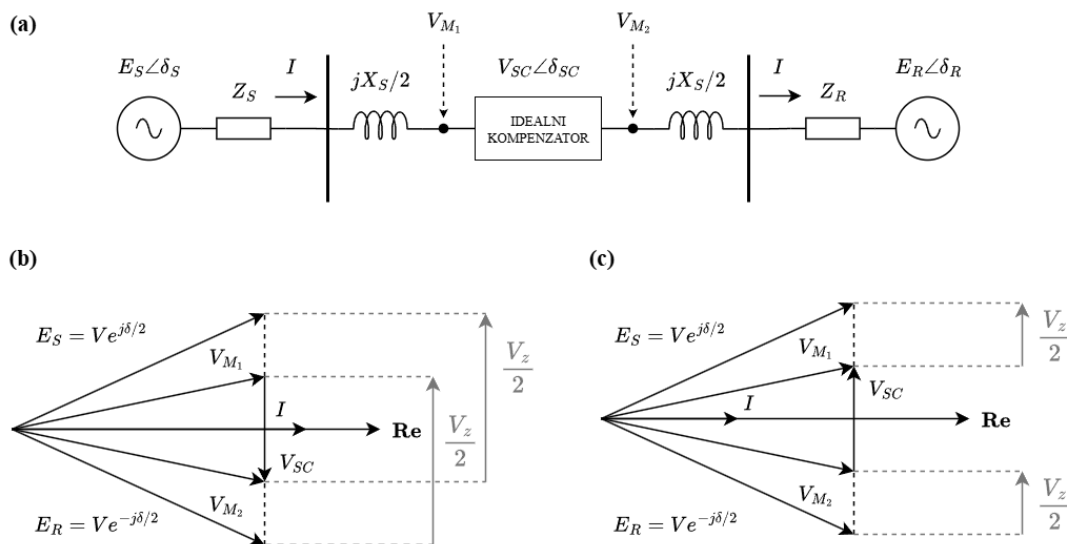 (a)
V_{M_1}
V_{M_2}
E_S∠δ_S
I
jX_S/2
V_{SC}∠δ_{SC}
jX_S/2
I
E_R∠δ_R
Z_S
Z_R
IDEALNI
KOMPENZATOR
(b)
E_S = Ve^{jδ/2}
V_{M_1}
I
Re
V_{SC}
V_{M_2}
E_R = Ve^{-jδ/2}
V_z/2
V_z/2
(c)
E_S = Ve^{jδ/2}
V_{M_1}
V_{SC}
I
Re
V_{M_2}
E_R = Ve^{-jδ/2}
V_z/2
V_z/2